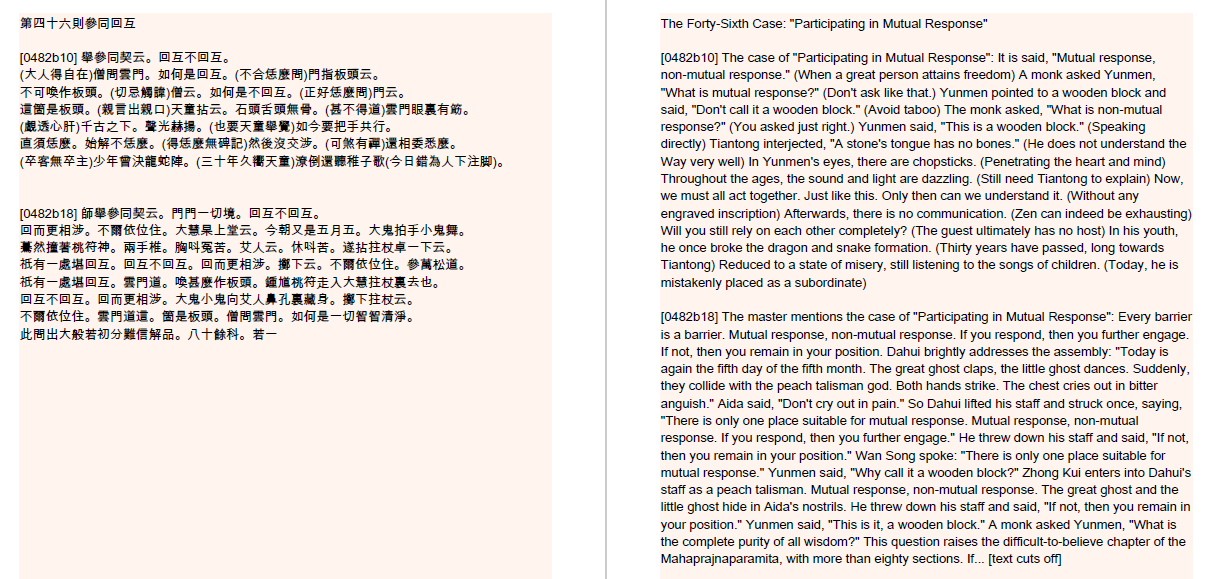 第四十六則參同回互
[0482b10] 舉參同契云。回互不回互。
(大人得自在)僧問雲門。如何是回互。(不合恁麼問)門指板頭云。
不可喚作板頭。(切忌觸諱)僧云。如何是不回互。(正好恁麼問)門云。
這箇是板頭。(親言出親口)天童拈云。石頭舌頭無骨。(甚不得道)雲門眼裏有筯。
(覷透心肝)千古之下。聲光赫揚。(也要天童舉覺)如今要把手共行。
直須恁麼。始解不恁麼。(得恁麼無碑記)然後沒交涉。(可煞有禪)還相委悉麼。
(卒客無卒主)少年曾決龍蛇陣。(三十年久嚮天童)潦倒還聽稚子歌(今日錯為人下注脚)。
[0482b18] 師舉參同契云。門門一切境。回互不回互。
回而更相涉。不爾依位住。大慧杲上堂云。今朝又是五月五。大鬼拍手小鬼舞。
驀然撞著桃符神。兩手椎。胸叫冤苦。艾人云。休叫苦。遂拈拄杖卓一下云。
祇有一處堪回互。回互不回互。回而更相涉。擲下云。不爾依位住。參萬松道。
祇有一處堪回互。雲門道。喚甚麼作板頭。鍾馗桃符走入大慧拄杖裏去也。
回互不回互。回而更相涉。大鬼小鬼向艾人鼻孔裏藏身。擲下拄杖云。
不爾依位住。雲門道遣。箇是板頭。僧問雲門。如何是一切智智清淨。
此問出大般若初分難信解品。八十餘科。若一
The Forty-Sixth Case: "Participating in Mutual Response"
[0482b10] The case of "Participating in Mutual Response": It is said, "Mutual response,
non-mutual response." (When a great person attains freedom) A monk asked Yunmen,
"What is mutual response?" (Don't ask like that.) Yunmen pointed to a wooden block and
said, "Don't call it a wooden block." (Avoid taboo) The monk asked, "What is non-mutual
response?" (You asked just right.) Yunmen said, "This is a wooden block." (Speaking
directly) Tiantong interjected, "A stone's tongue has no bones." (He does not understand the
Way very well) In Yunmen's eyes, there are chopsticks. (Penetrating the heart and mind)
Throughout the ages, the sound and light are dazzling. (Still need Tiantong to explain) Now,
we must all act together. Just like this. Only then can we understand it. (Without any
engraved inscription) Afterwards, there is no communication. (Zen can indeed be exhausting)
Will you still rely on each other completely? (The guest ultimately has no host) In his youth,
he once broke the dragon and snake formation. (Thirty years have passed, long towards
Tiantong) Reduced to a state of misery, still listening to the songs of children. (Today, he is
mistakenly placed as a subordinate)
[0482b18] The master mentions the case of "Participating in Mutual Response": Every barrier
is a barrier. Mutual response, non-mutual response. If you respond, then you further engage.
If not, then you remain in your position. Dahui brightly addresses the assembly: "Today is
again the fifth day of the fifth month. The great ghost claps, the little ghost dances. Suddenly,
they collide with the peach talisman god. Both hands strike. The chest cries out in bitter
anguish." Aida said, "Don't cry out in pain." So Dahui lifted his staff and struck once, saying,
"There is only one place suitable for mutual response. Mutual response, non-mutual
response. If you respond, then you further engage." He threw down his staff and said, "If not,
then you remain in your position." Wan Song spoke: "There is only one place suitable for
mutual response." Yunmen said, "Why call it a wooden block?" Zhong Kui enters into Dahui's
staff as a peach talisman. Mutual response, non-mutual response. The great ghost and the
little ghost hide in Aida's nostrils. He threw down his staff and said, "If not, then you remain in
your position." Yunmen said, "This is it, a wooden block." A monk asked Yunmen, "What is
the complete purity of all wisdom?" This question raises the difficult-to-believe chapter of the
Mahaprajnaparamita, with more than eighty sections. If... [text cuts off]